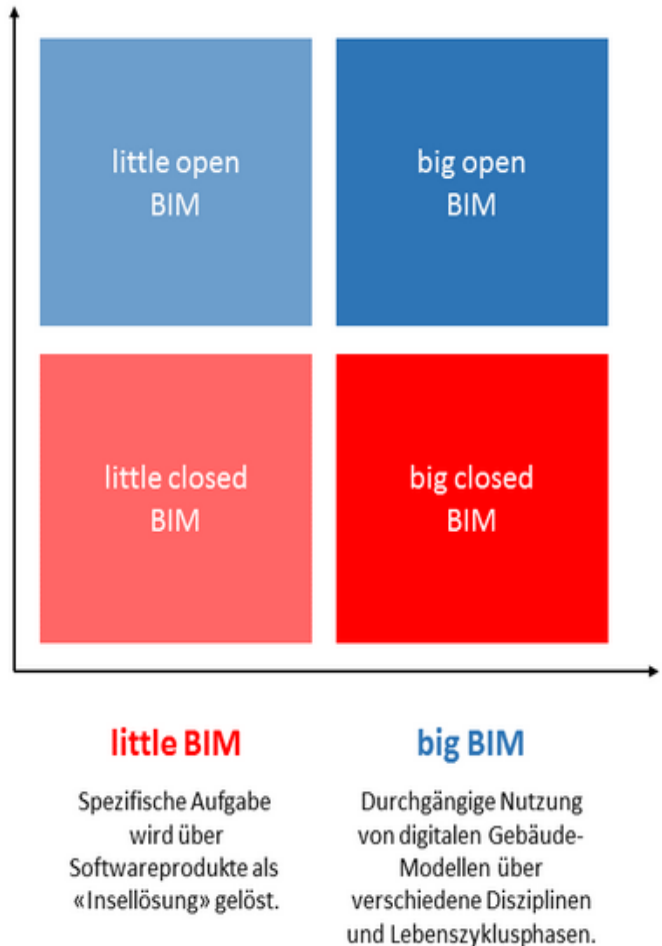 little open
BIM
big open
BIM
little closed
BIM
big closed
BIM
little BIM
Spezifische Aufgabe
wird über
Softwareprodukte als
«Insellösung» gelöst.
big BIM
Durchgängige Nutzung
von digitalen Gebäude-
Modellen über
verschiedene Disziplinen
und Lebenszyklusphasen.